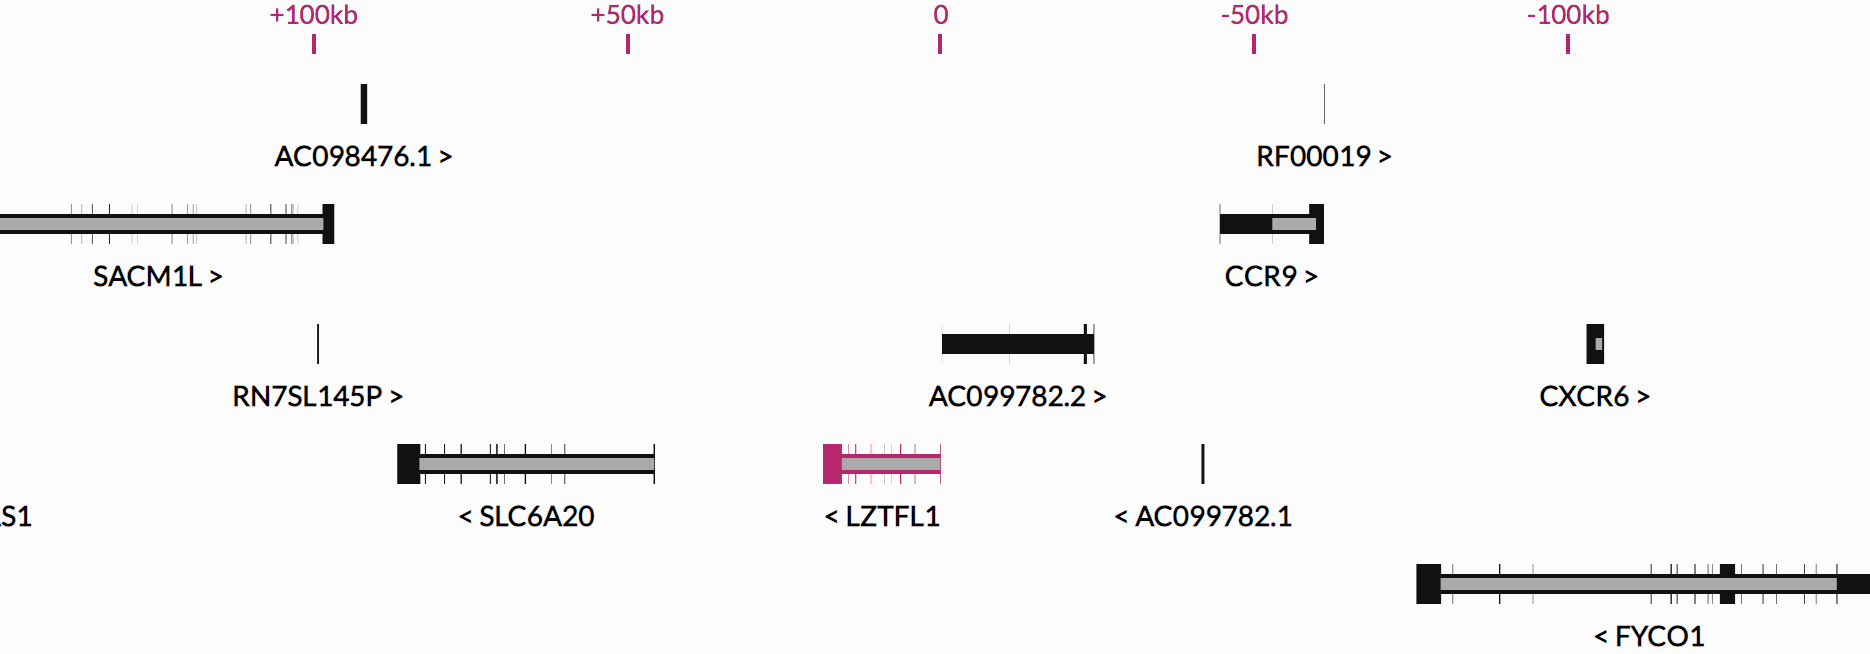 +100kb +50kb 0 -50kb -100kb
AC098476.1 > RF00019 >
SACM1L > CCR9 >
RN7SL145P > AC099782.2 > CXCR6 >
S1 < SLC6A20 < LZTFL1 < AC099782.1
< FYCO1